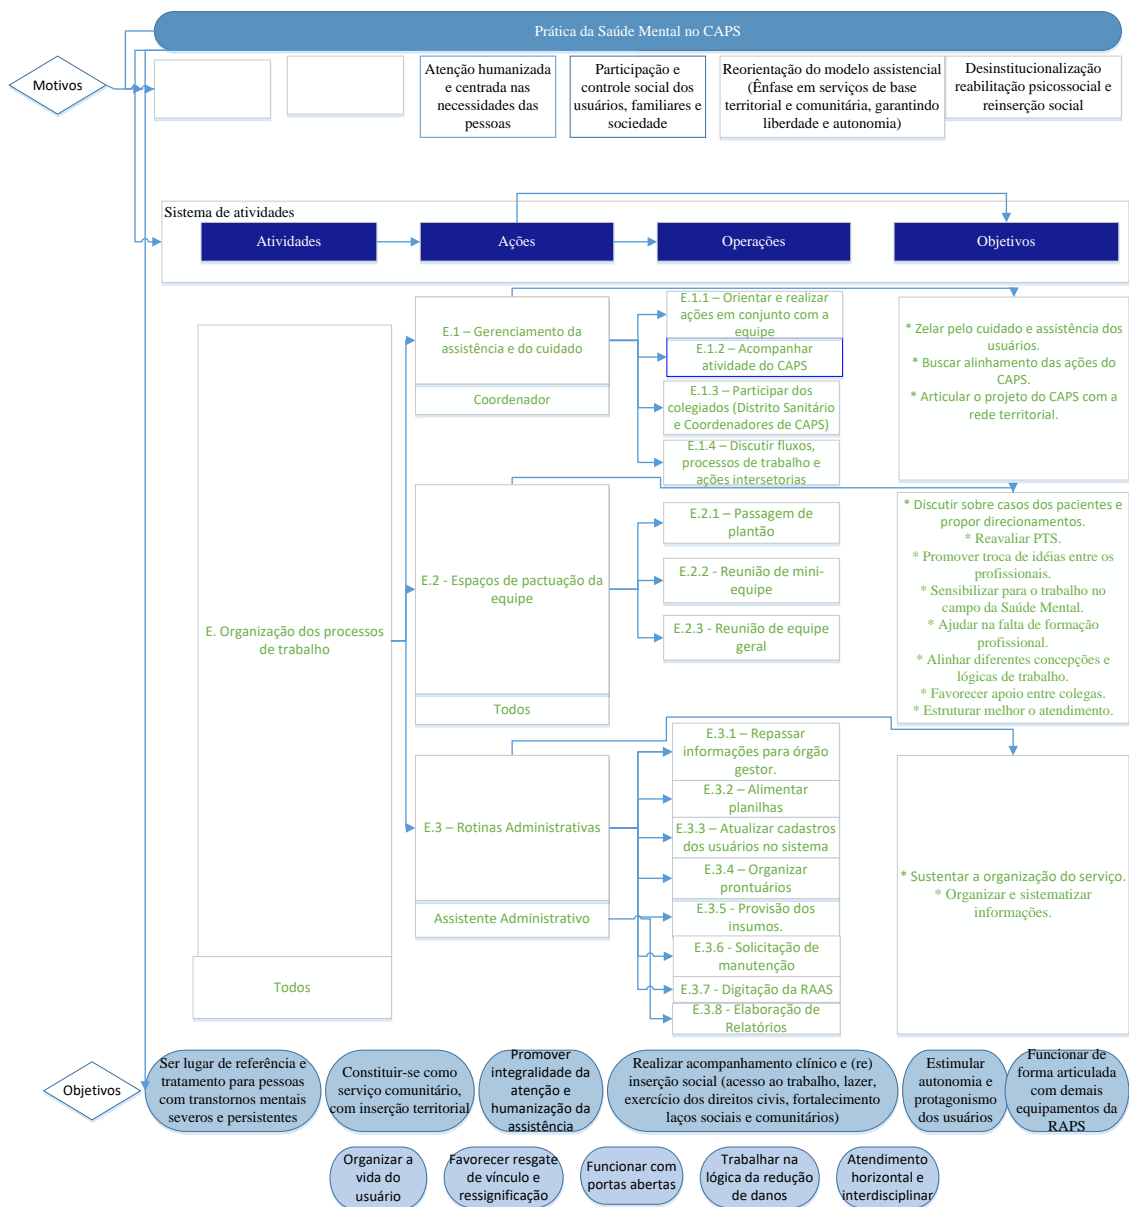 Prática da Saúde Mental no CAPS
Motivos
Atenção humanizada
e centrada nas
necessidades das
pessoas
Participação e
controle social dos
usuários, familiares e
sociedade
Reorientação do modelo assistencial
(Ênfase em serviços de base
territorial e comunitária, garantindo
liberdade e autonomia)
Desinstitucionalização
reabilitação psicossocial e
reinserção social
Sistema de atividades
Atividades
Ações
Operações
Objetivos
E. Organização dos processos
de trabalho
Todos
E.1 – Gerenciamento da
assistência e do cuidado
Coordenador
E.1.1 – Orientar e realizar
ações em conjunto com a
equipe
E.1.2 – Acompanhar
atividade do CAPS
E.1.3 – Participar dos
colegiados (Distrito Sanitário
e Coordenadores de CAPS)
E.1.4 – Discutir fluxos,
processos de trabalho e
ações intersetorias
* Zelar pelo cuidado e assistência dos
usuários.
* Buscar alinhamento das ações do
CAPS.
* Articular o projeto do CAPS com a
rede territorial.
E.2 - Espaços de pactuação da
equipe
Todos
E.2.1 – Passagem de
plantão
E.2.2 - Reunião de mini-
equipe
E.2.3 - Reunião de equipe
geral
* Discutir sobre casos dos pacientes e
propor direcionamentos.
* Reavaliar PTS.
* Promover troca de idéias entre os
profissionais.
* Sensibilizar para o trabalho no
campo da Saúde Mental.
* Ajudar na falta de formação
profissional.
* Alinhar diferentes concepções e
lógicas de trabalho.
* Favorecer apoio entre colegas.
* Estruturar melhor o atendimento.
E.3 – Rotinas Administrativas
Assistente Administrativo
E.3.1 – Repassar
informações para órgão
gestor.
E.3.2 – Alimentar
planilhas
E.3.3 – Atualizar cadastros
dos usuários no sistema
E.3.4 – Organizar
prontuários
E.3.5 - Provisão dos
insumos.
E.3.6 - Solicitação de
manutenção
E.3.7 - Digitação da RAAS
E.3.8 - Elaboração de
Relatórios
* Sustentar a organização do serviço.
* Organizar e sistematizar
informações.
Objetivos
Ser lugar de referência e
tratamento para pessoas
com transtornos mentais
severos e persistentes
Constituir-se como
serviço comunitário,
com inserção territorial
Promover
integralidade da
atenção e
humanização da
assistência
Realizar acompanhamento clínico e (re)
inserção social (acesso ao trabalho, lazer,
exercício dos direitos civis, fortalecimento
laços sociais e comunitários)
Estimular
autonomia e
protagonismo
dos usuários
Funcionar de
forma articulada
com demais
equipamentos da
RAPS
Organizar a
vida do
usuário
Favorecer resgate
de vínculo e
ressignificação
Funcionar com
portas abertas
Trabalhar na
lógica da redução
de danos
Atendimento
horizontal e
interdisciplinar